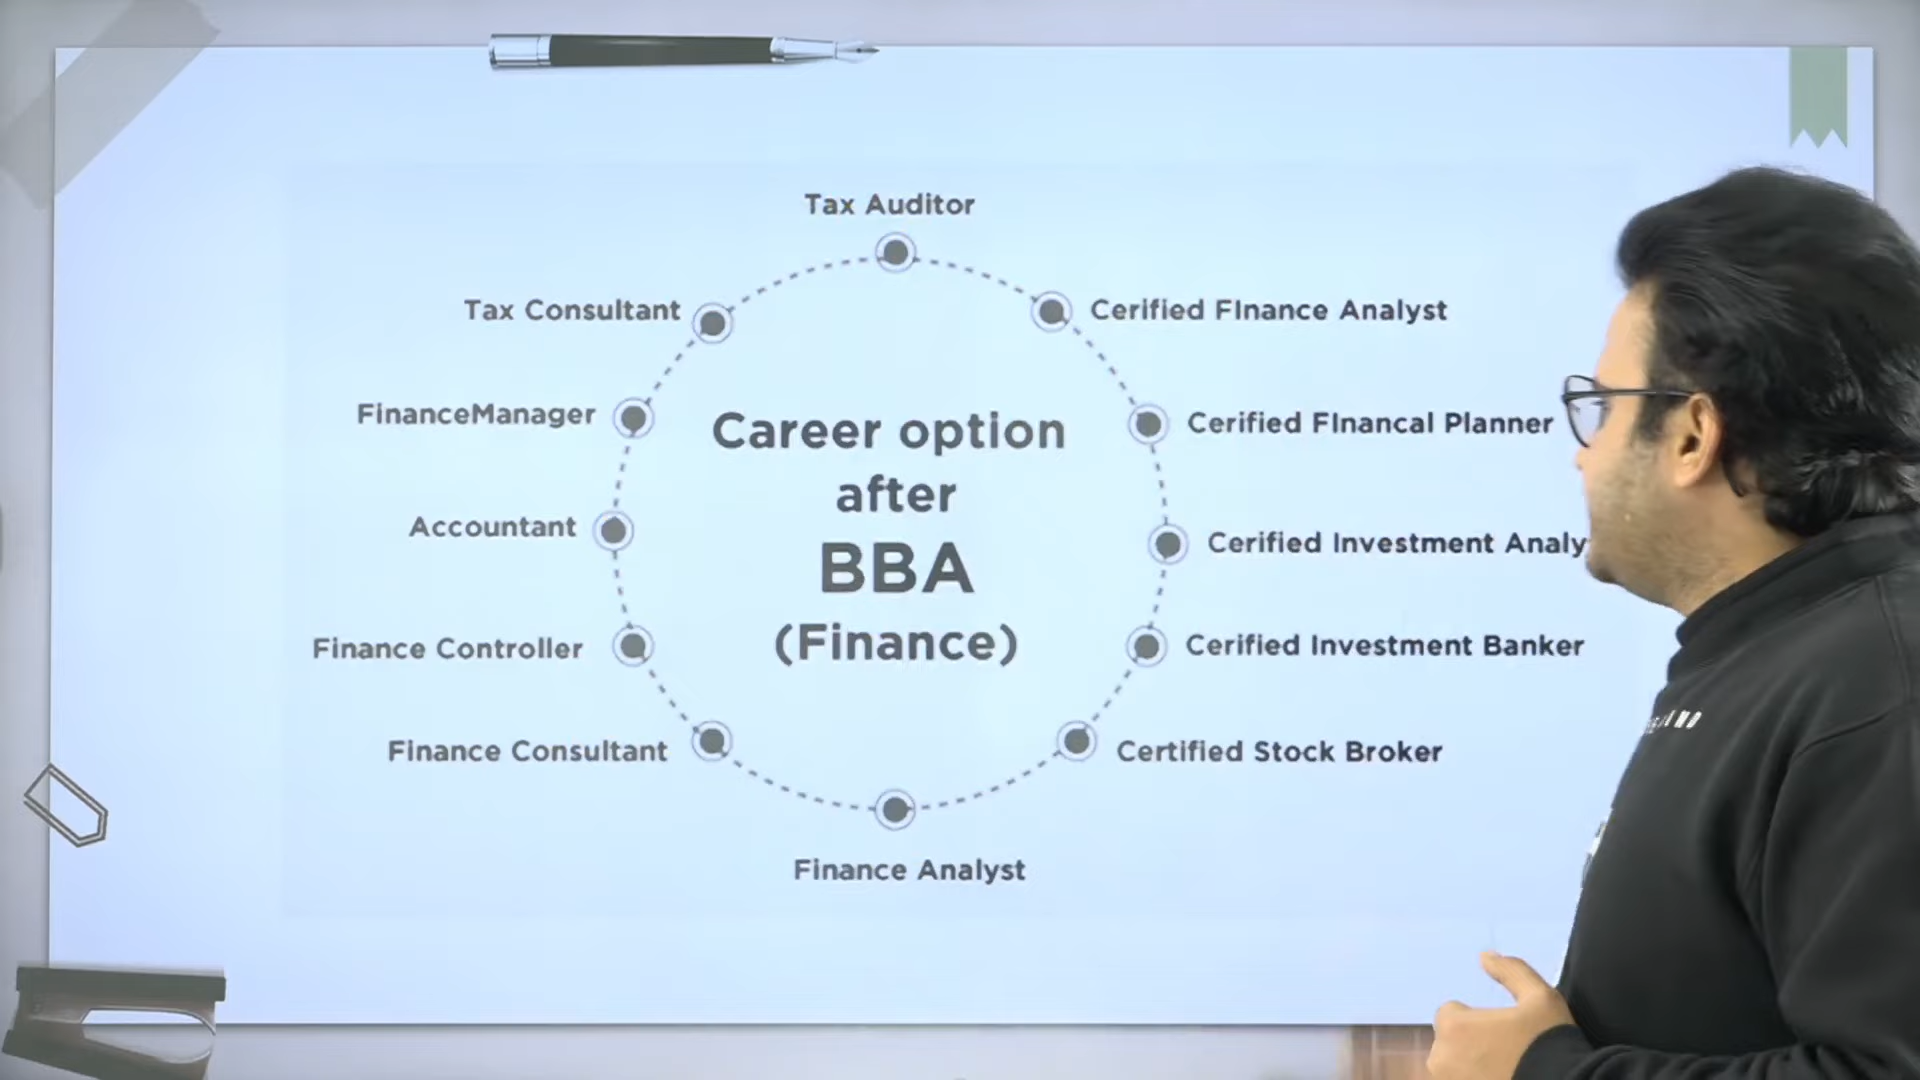 Tax Auditor
Tax Consultant
Cerified FInance Analyst
FinanceManager
Cerified FInancal Planner
Career option
after
BBA
(Finance)
Accountant
Cerified Investment Analy
Finance Controller
Cerified Investment Banker
Finance Consultant
Certified Stock Broker
Finance Analyst